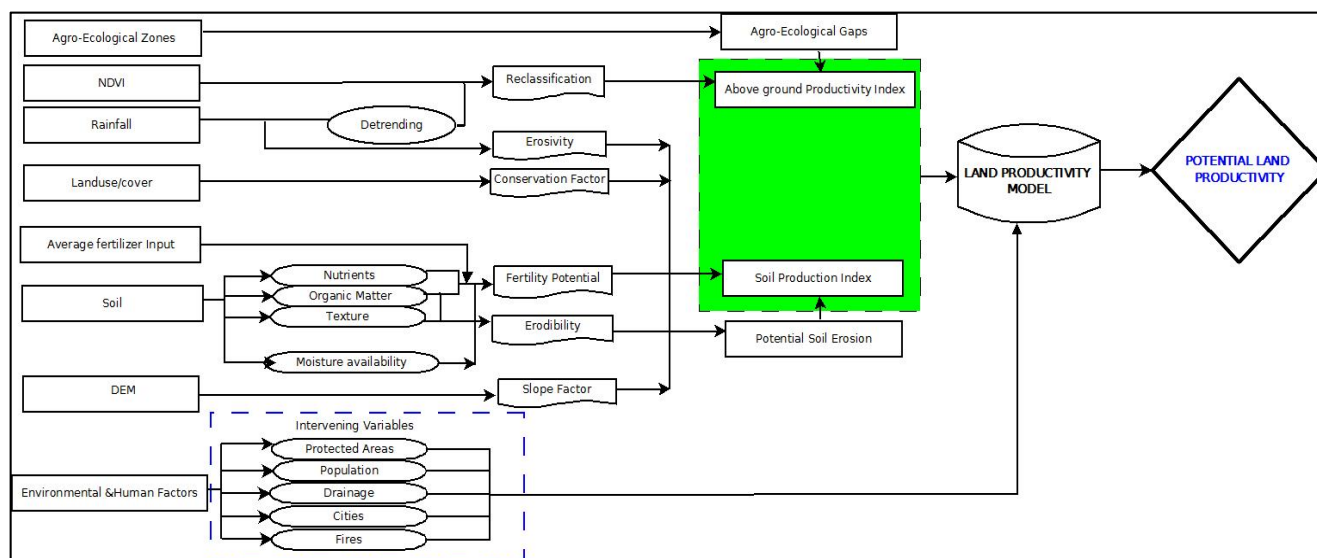 Agro-Ecological Zones
Agro-Ecological Gaps
NDVI
Reclassification
Above ground Productivity Index
Rainfall
Detrending
Erosivity
Landuse/cover
Conservation Factor
LAND PRODUCTIVITY
MODEL
POTENTIAL LAND
PRODUCTIVITY
Average fertilizer Input
Nutrients
Fertility Potential
Soil Production Index
Soil
Organic Matter
Texture
Erodibility
Potential Soil Erosion
Moisture availability
DEM
Slope Factor
Intervening Variables
Protected Areas
Population
Environmental &Human Factors
Drainage
Cities
Fires